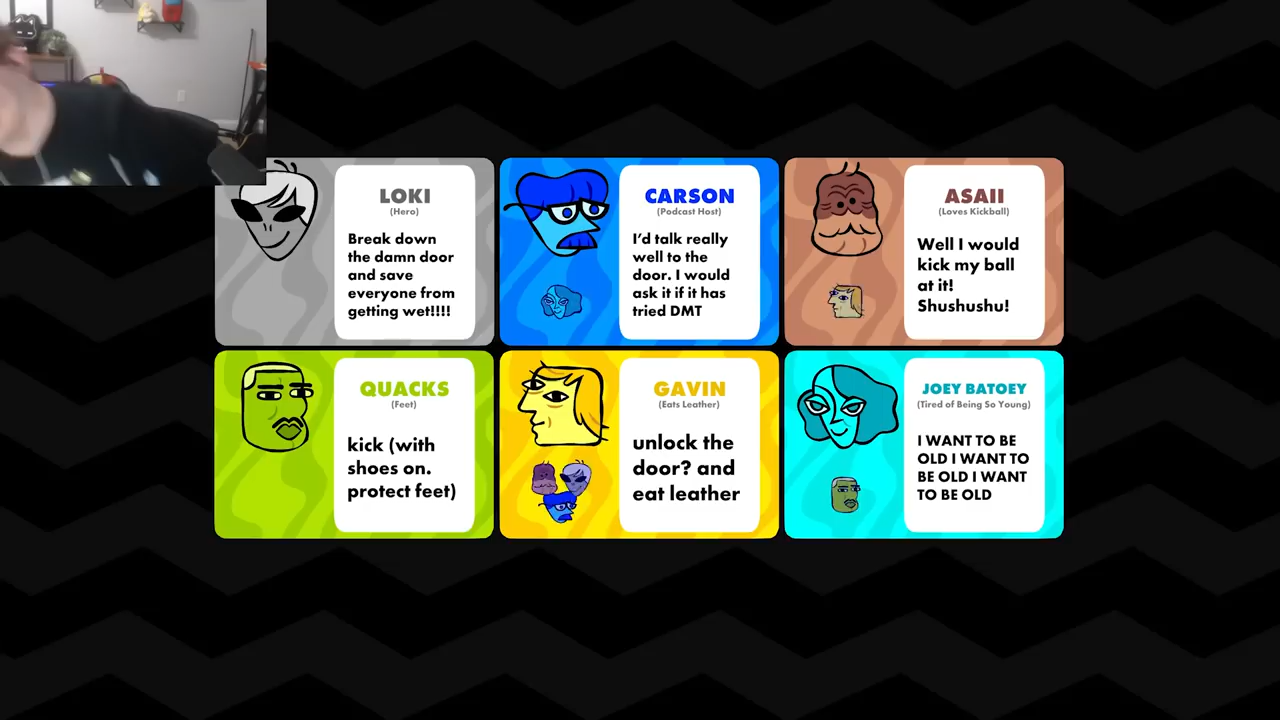 LOKI
(Hero)
Break down
the damn door
and save
everyone from
getting wet!!!!
CARSON
(Podcast Host)
I'd talk really
well to the
door. I would
ask it if it has
tried DMT
ASAII
(Loves Kickball)
Well I would
kick my ball
at it!
Shushushu!
QUACKS
(Feet)
kick (with
shoes on.
protect feet)
GAVIN
(Eats Leather)
unlock the
door? and
eat leather
JOEY BATOEY
(Tired of Being So Young)
I WANT TO BE
OLD I WANT TO
BE OLD I WANT
TO BE OLD